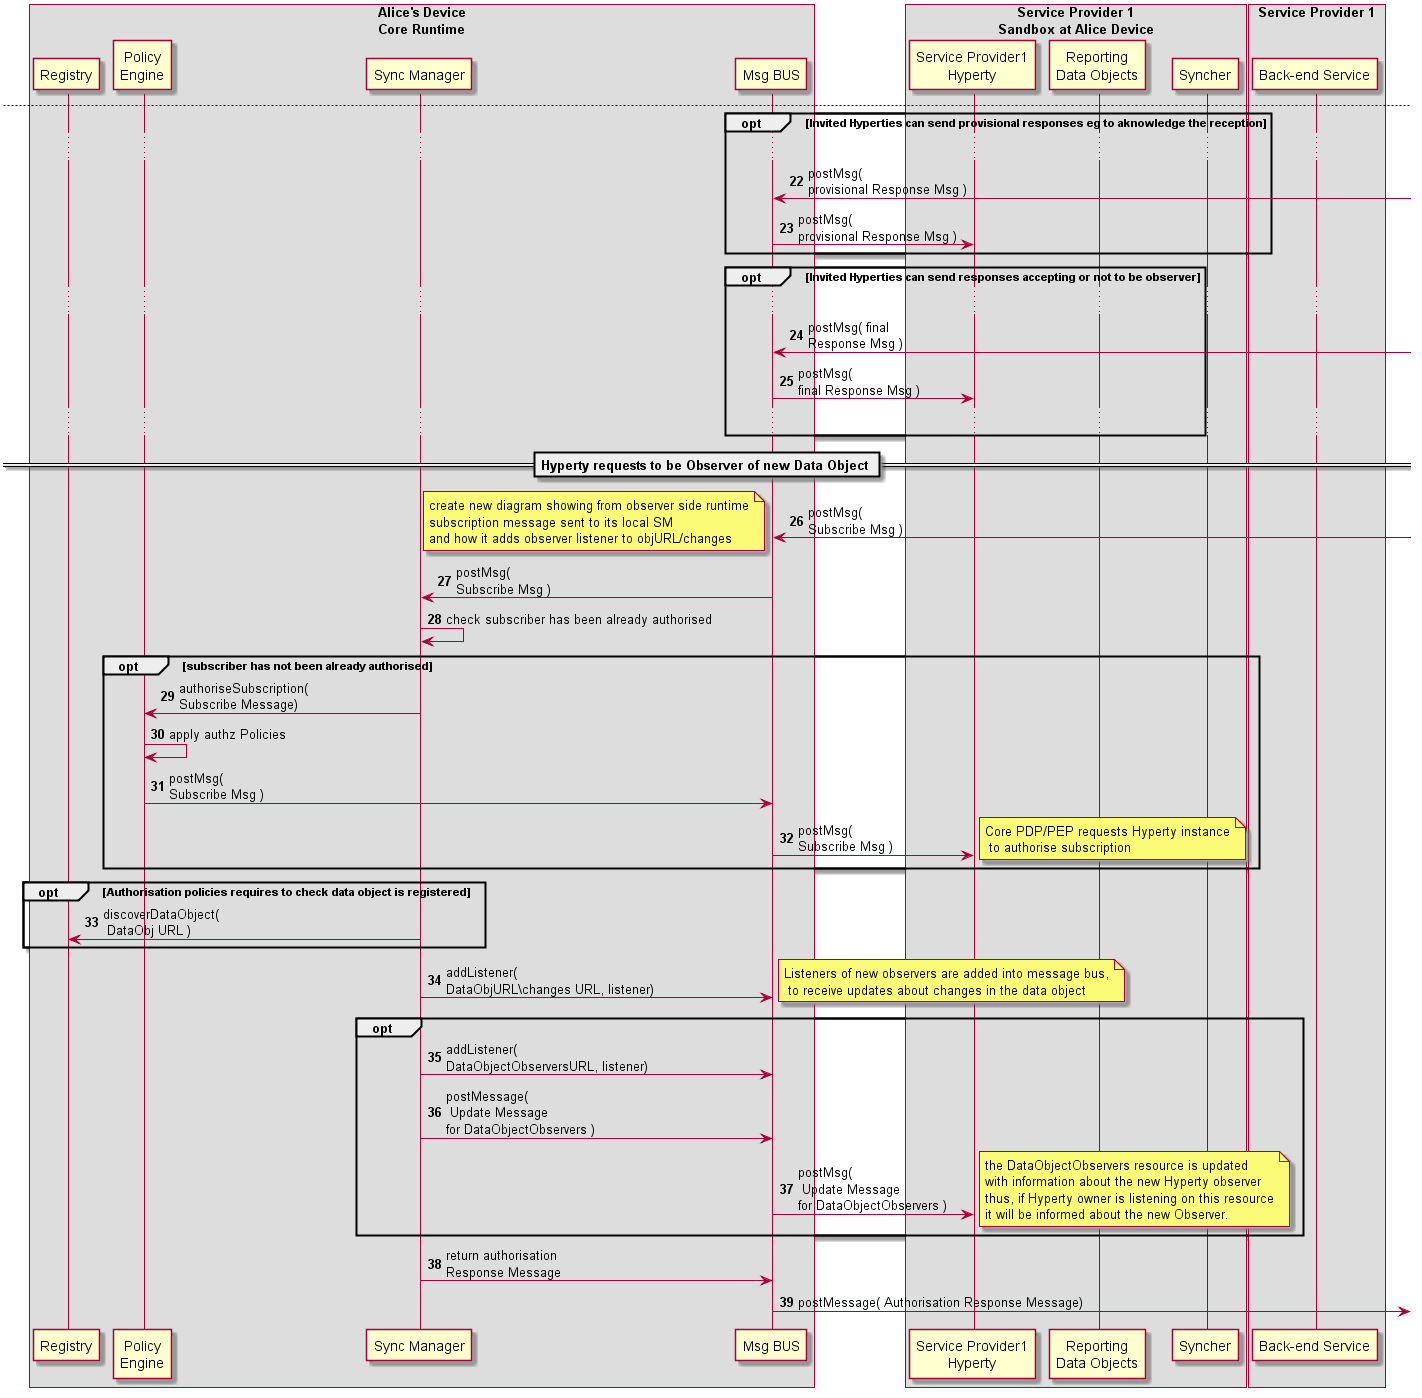 Alice's Device
Core Runtime
Service Provider 1
Sandbox at Alice Device
Service Provider 1
Registry
Policy
Engine
Sync Manager
Msg BUS
Service Provider1
Hyperty
Reporting
Data Objects
Syncher
Back-end Service
opt [Invited Hyperties can send provisional responses eg to aknowledge the reception]
22 postMsg(
provisional Response Msg )
23 postMsg(
provisional Response Msg )
opt [Invited Hyperties can send responses accepting or not to be observer]
24 postMsg( final
Response Msg )
25 postMsg(
final Response Msg )
Hyperty requests to be Observer of new Data Object
create new diagram showing from observer side runtime
subscription message sent to its local SM
and how it adds observer listener to objURL/changes
26 postMsg(
Subscribe Msg )
27 postMsg(
Subscribe Msg )
28 check subscriber has been already authorised
opt [subscriber has not been already authorised]
29 authoriseSubscription(
Subscribe Message)
30 apply authz Policies
31 postMsg(
Subscribe Msg )
32 postMsg(
Subscribe Msg )
Core PDP/PEP requests Hyperty instance
to authorise subscription
opt [Authorisation policies requires to check data object is registered]
33 discoverDataObject(
DataObj URL )
34 addListener(
DataObjURL\changes URL, listener)
Listeners of new observers are added into message bus,
to receive updates about changes in the data object
opt
35 addListener(
DataObjectObserversURL, listener)
36 postMessage(
Update Message
for DataObjectObservers )
37 postMsg(
Update Message
for DataObjectObservers )
the DataObjectObservers resource is updated
with information about the new Hyperty observer
thus, if Hyperty owner is listening on this resource
it will be informed about the new Observer.
38 return authorisation
Response Message
39 postMessage( Authorisation Response Message)
Registry
Policy
Engine
Sync Manager
Msg BUS
Service Provider1
Hyperty
Reporting
Data Objects
Syncher
Back-end Service